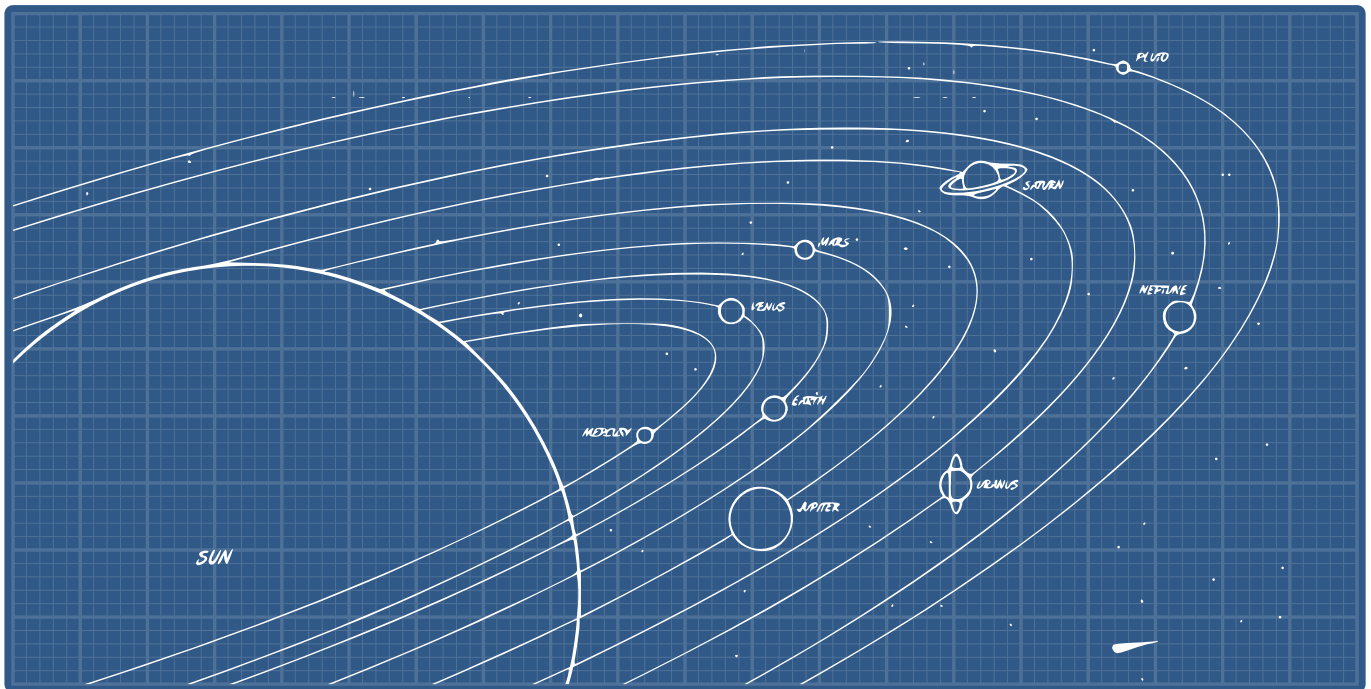 PLUTO
SATURN
MARS
NEPTUNE
VENUS
EARTH
MERCURY
URANUS
JUPITER
SUN